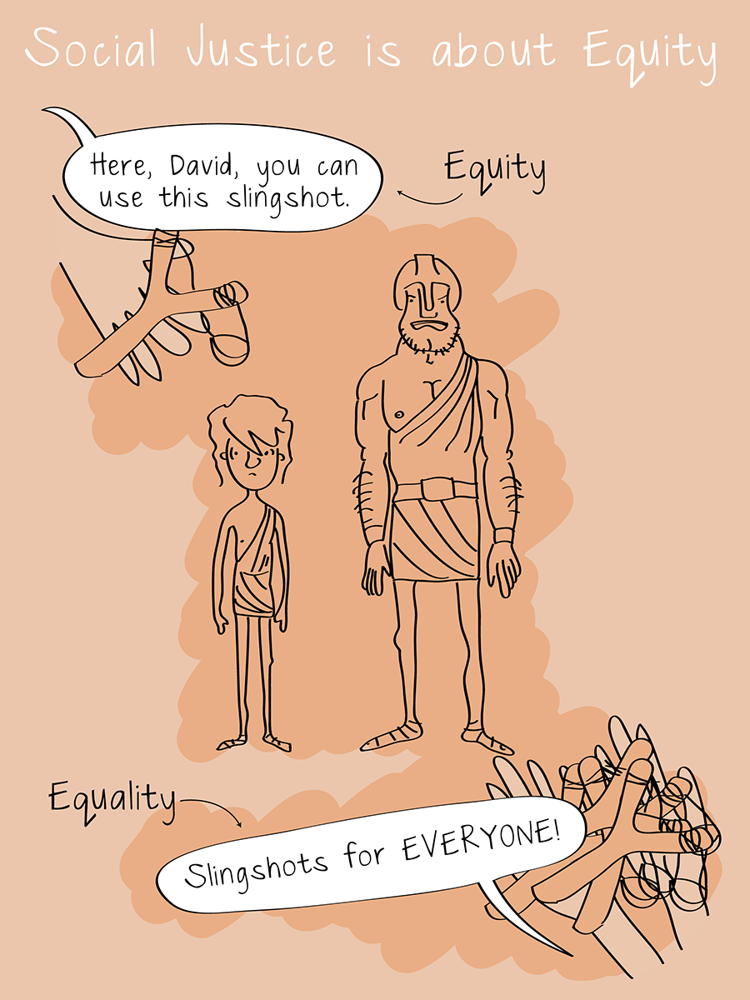 Social Justice is about Equity
Here, David, you can
use this slingshot.
Equity
Equality
Slingshots for EVERYONE!